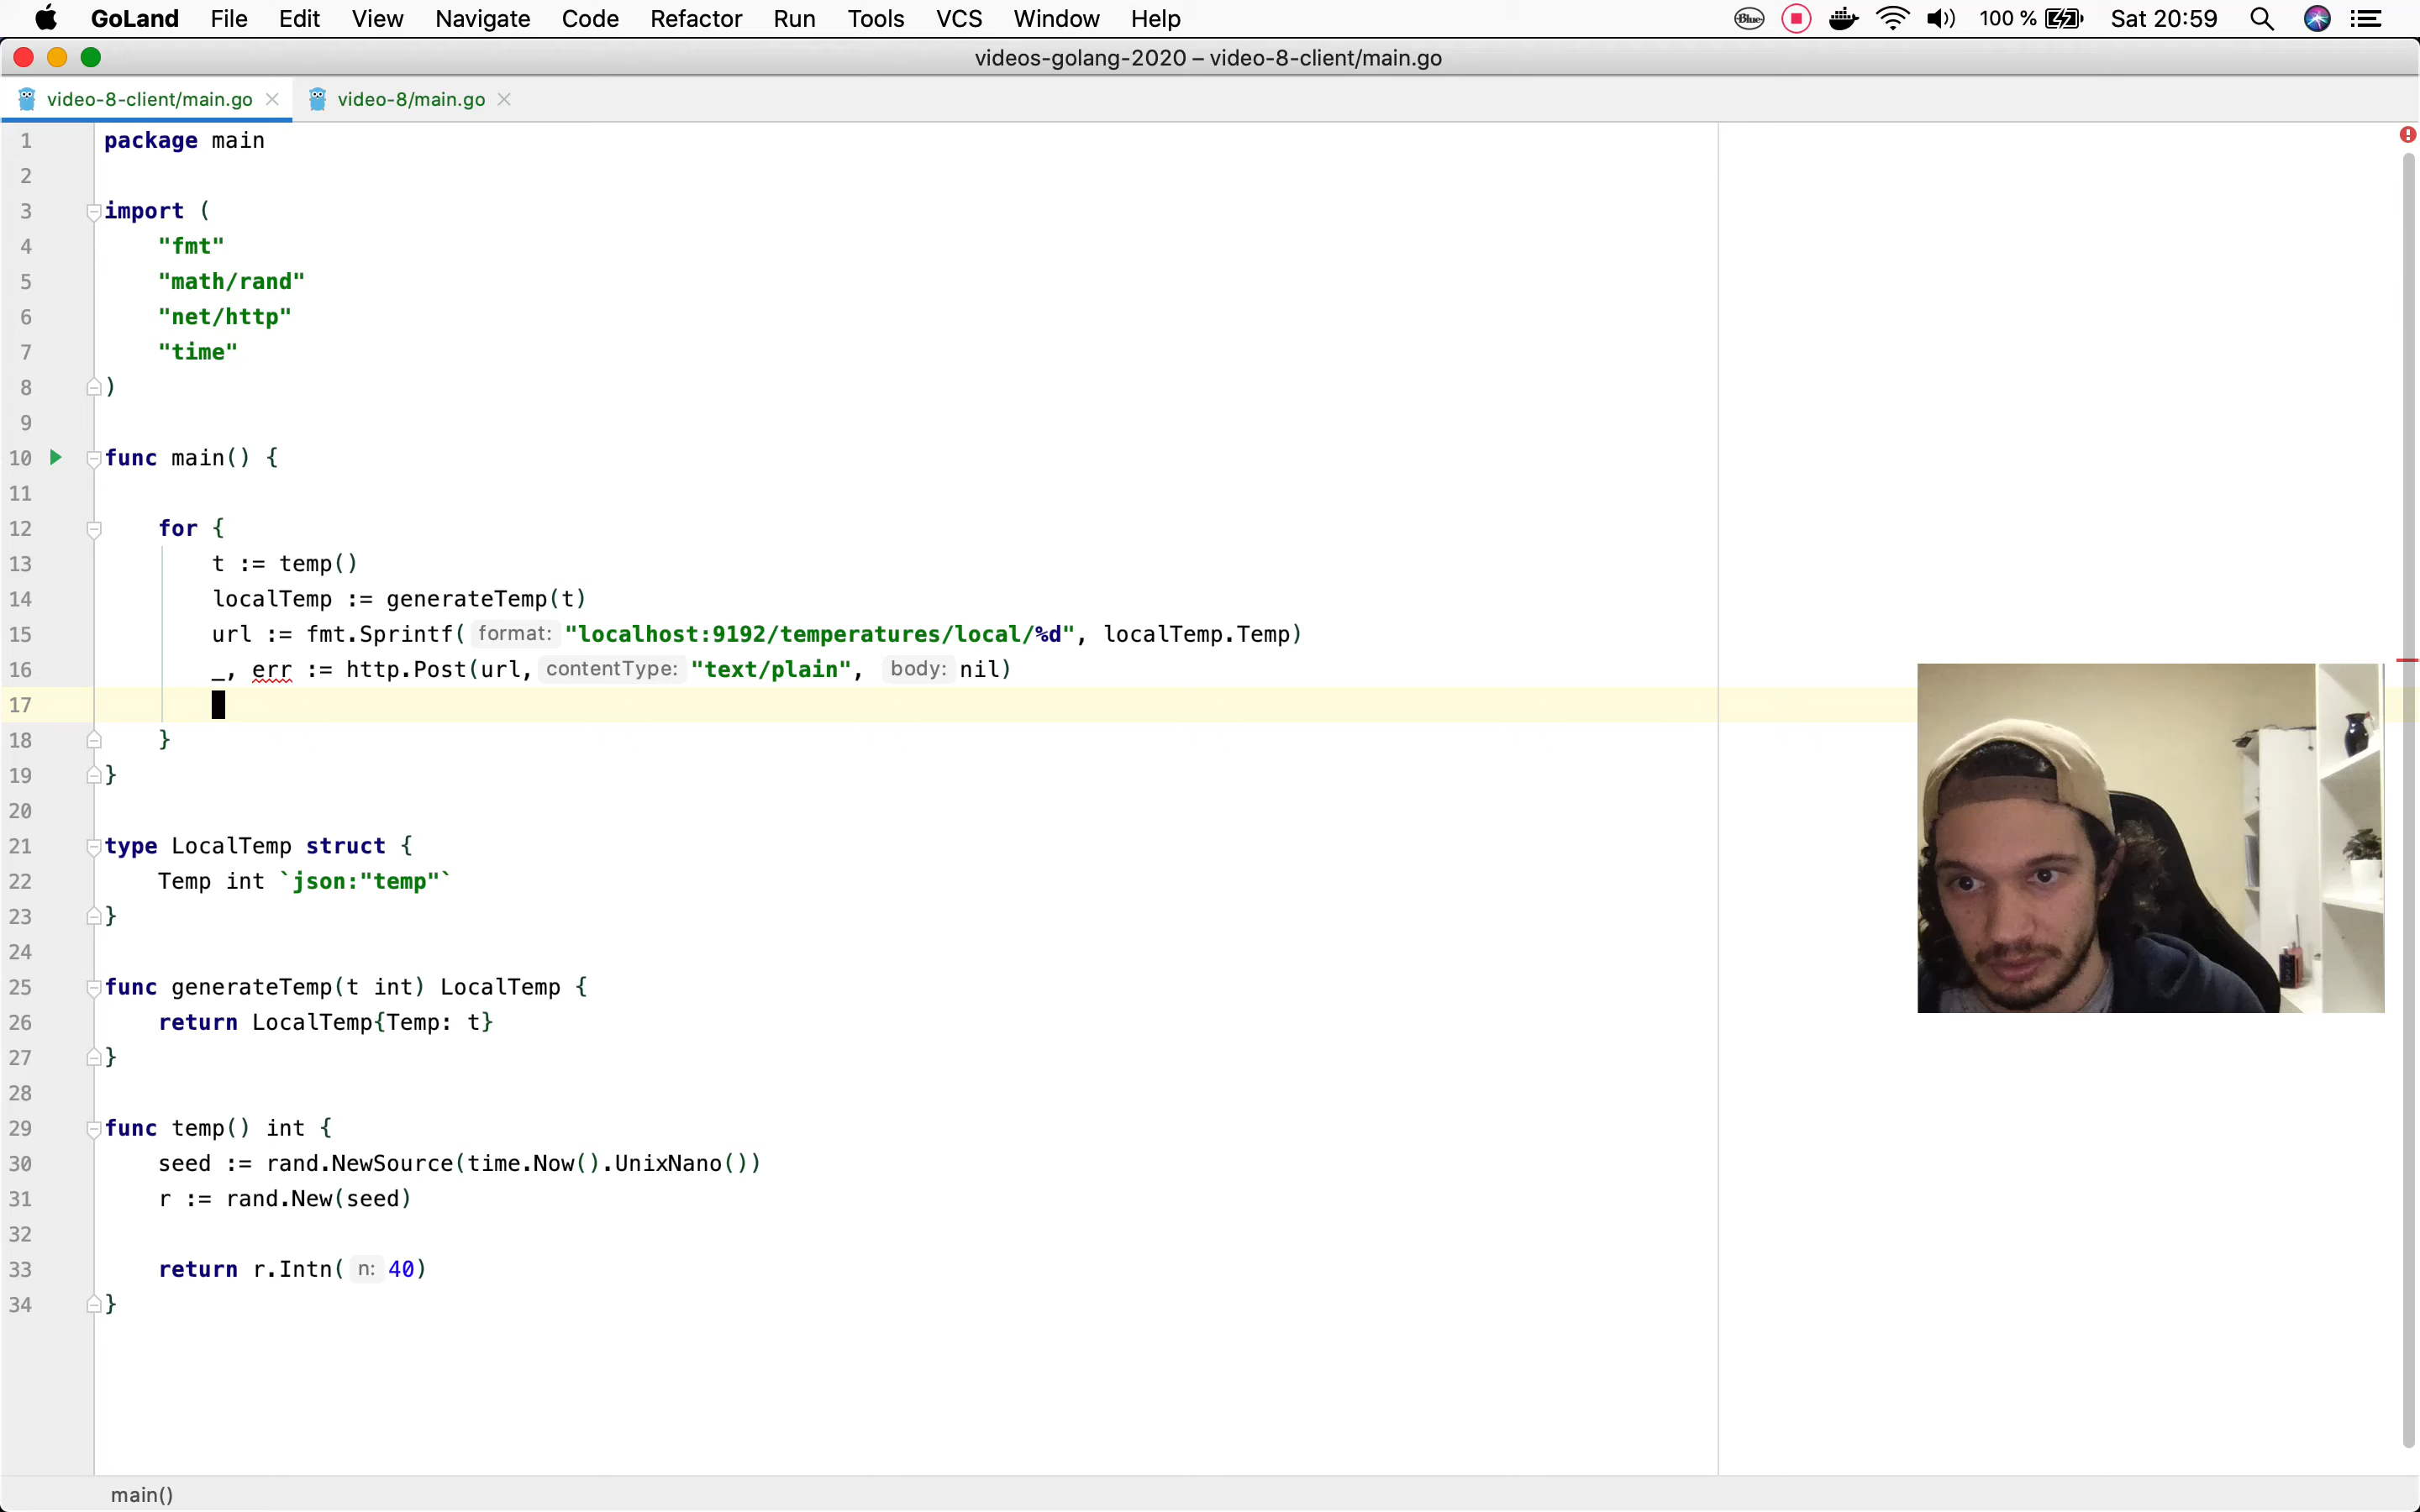 GoLand File Edit View Navigate Code Refactor Run Tools VCS Window Help Blue 100 % Sat 20:59
videos-golang-2020 – video-8-client/main.go
video-8-client/main.go video-8/main.go
1 package main
2
3 import (
4 "fmt"
5 "math/rand"
6 "net/http"
7 "time"
8 )
9
10 func main() {
11
12 for {
13 t := temp()
14 localTemp := generateTemp(t)
15 url := fmt.Sprintf( format: "localhost:9192/temperatures/local/%d", localTemp.Temp)
16 _, err := http.Post(url, contentType: "text/plain", body: nil)
17
18 }
19 }
20
21 type LocalTemp struct {
22 Temp int `json:"temp"`
23 }
24
25 func generateTemp(t int) LocalTemp {
26 return LocalTemp{Temp: t}
27 }
28
29 func temp() int {
30 seed := rand.NewSource(time.Now().UnixNano())
31 r := rand.New(seed)
32
33 return r.Intn( n: 40)
34 }
main()